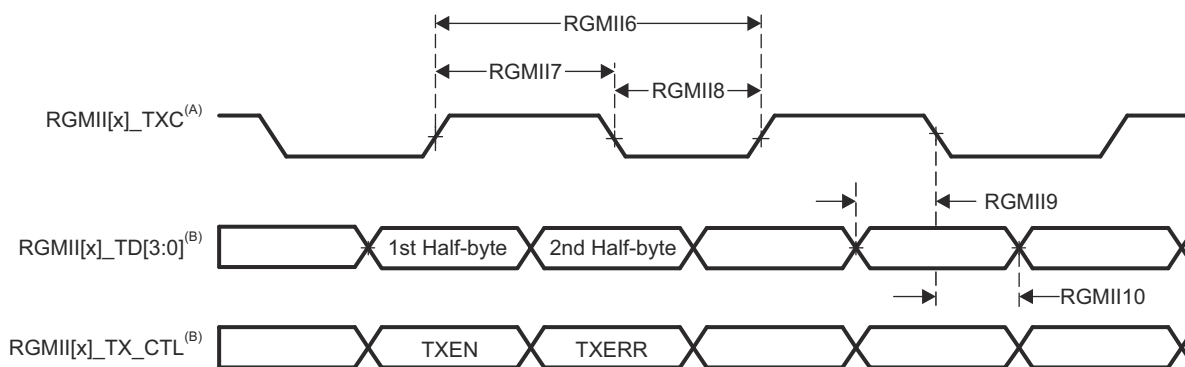 RGMII6
RGMII7
RGMII8
RGMII[x]_TXC(A)
RGMII9
RGMII[x]_TD[3:0](B)
1st Half-byte
2nd Half-byte
RGMII10
RGMII[x]_TX_CTL(B)
TXEN
TXERR